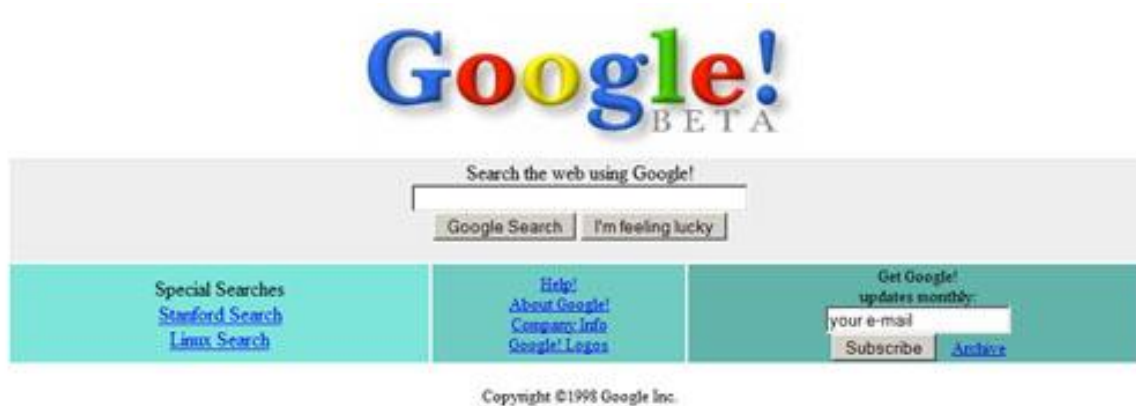 Google!
BETA
Search the web using Google!
Google Search I'm feeling lucky
Special Searches
Stanford Search
Linux Search
Help!
About Google!
Company Info
Google! Logos
Get Google!
updates monthly:
your e-mail
Subscribe Archive
Copyright ©1998 Google Inc.